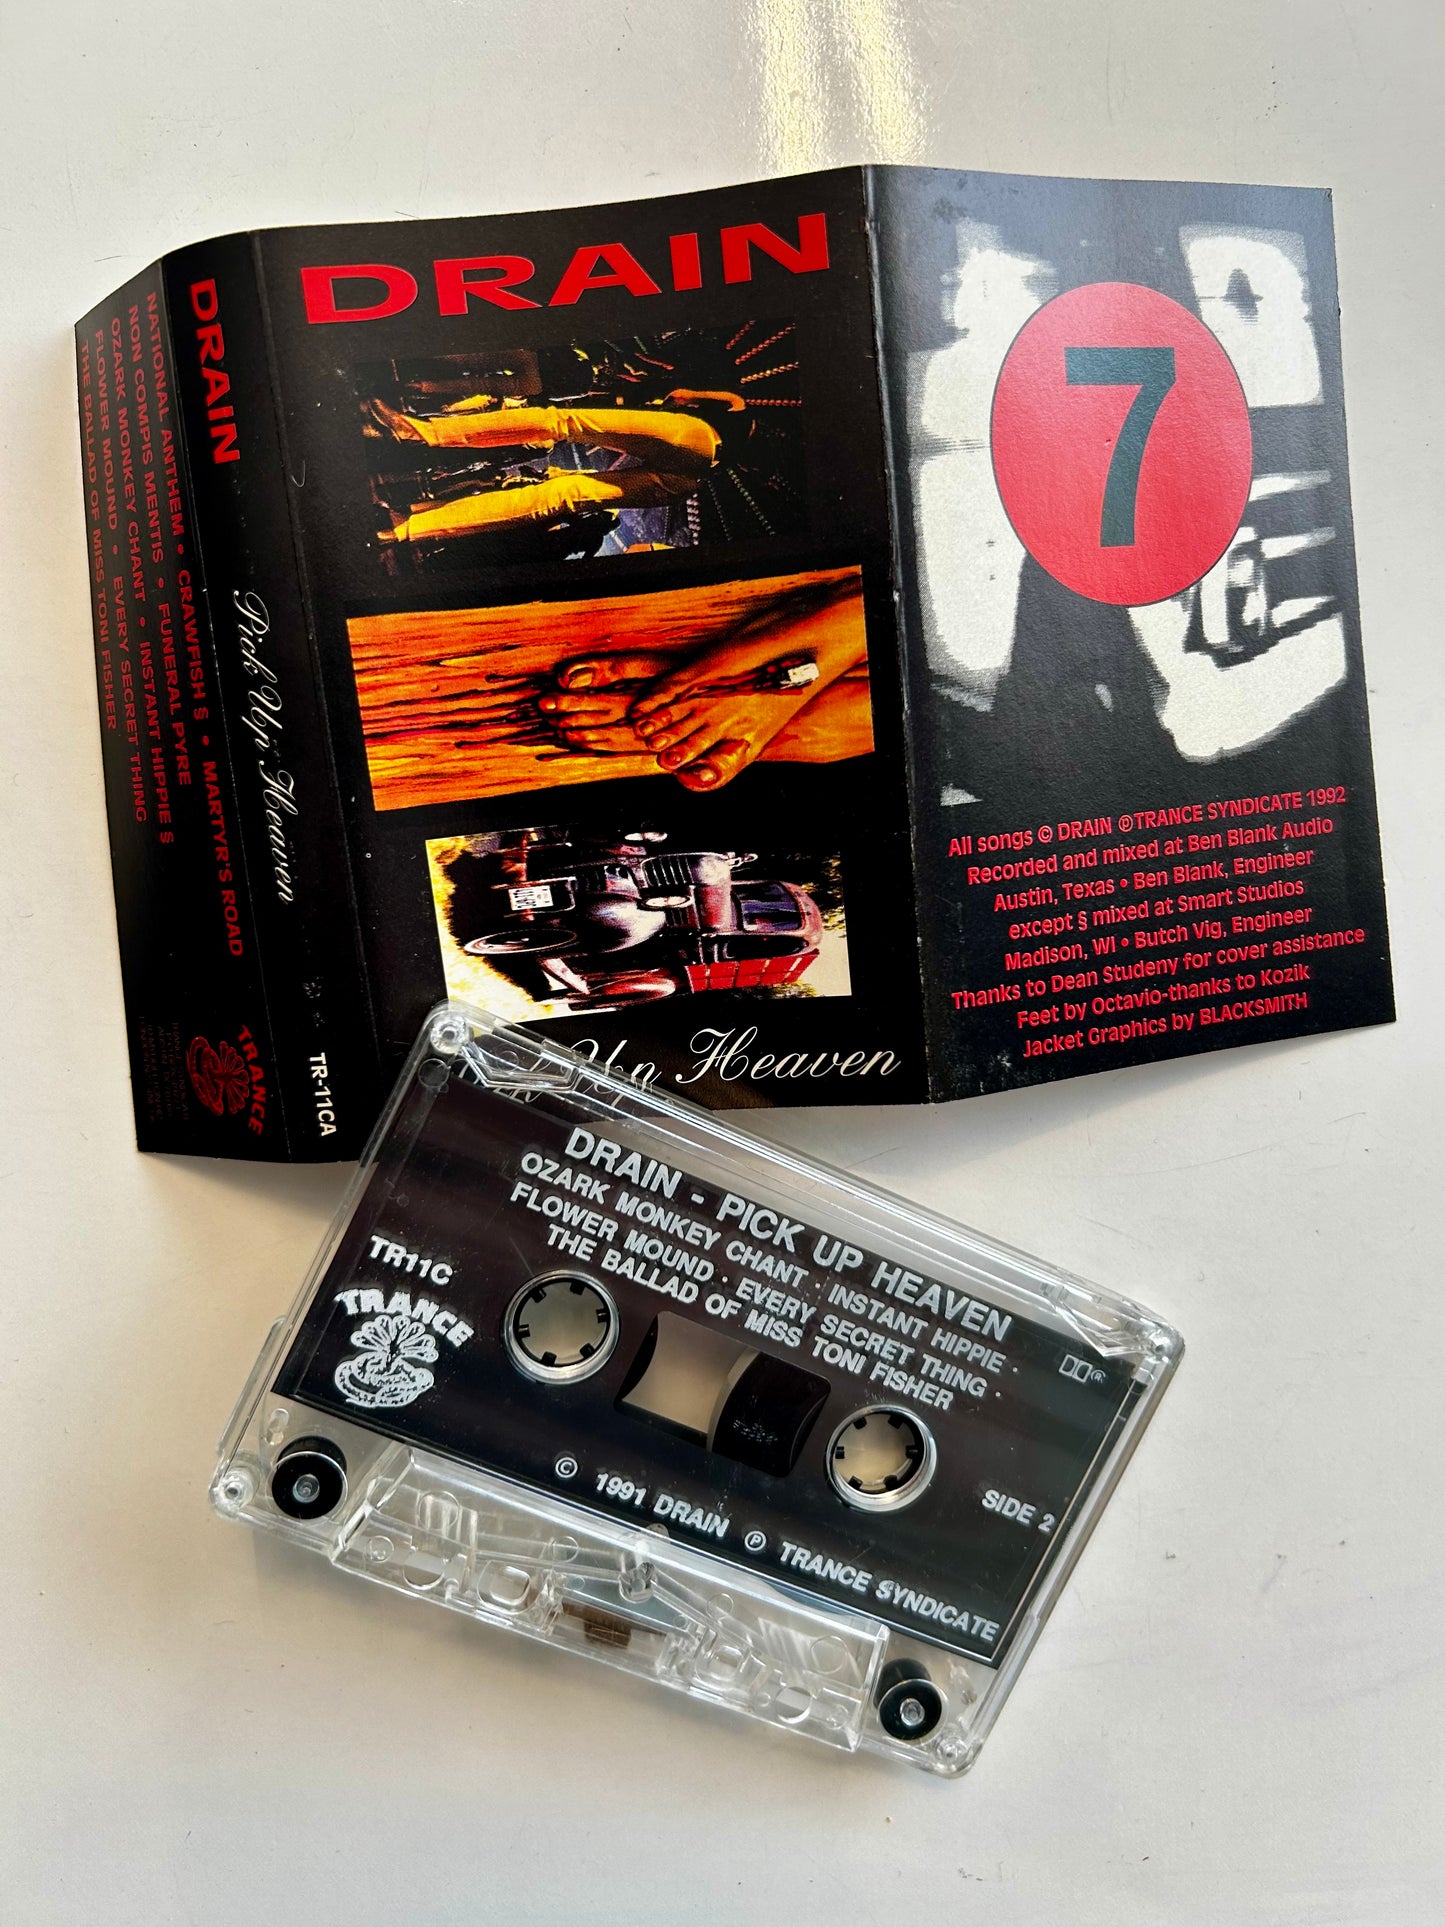 DRAIN
Pick Up Heaven
7
All songs © DRAIN ℗TRANCE SYNDICATE 1992
Recorded and mixed at Ben Blank Audio
Austin, Texas • Ben Blank, Engineer
except § mixed at Smart Studios
Madison, WI • Butch Vig, Engineer
Thanks to Dean Studeny for cover assistance
Feet by Octavio-thanks to Kozik
Jacket Graphics by BLACKSMITH
DRAIN
Pick Up Heaven
TR-11CA
NATIONAL ANTHEM • CRAWFISH § • MARTYR'S ROAD
NON COMPIS MENTIS • FUNERAL PYRE
OZARK MONKEY CHANT • INSTANT HIPPIE §
FLOWER MOUND • EVERY SECRET THING
THE BALLAD OF MISS TONI FISHER
TRANCE
DRAIN - PICK UP HEAVEN
OZARK MONKEY CHANT · INSTANT HIPPIE ·
FLOWER MOUND · EVERY SECRET THING ·
THE BALLAD OF MISS TONI FISHER
TR11C
TRANCE
SIDE 2
© 1991 DRAIN ℗ TRANCE SYNDICATE